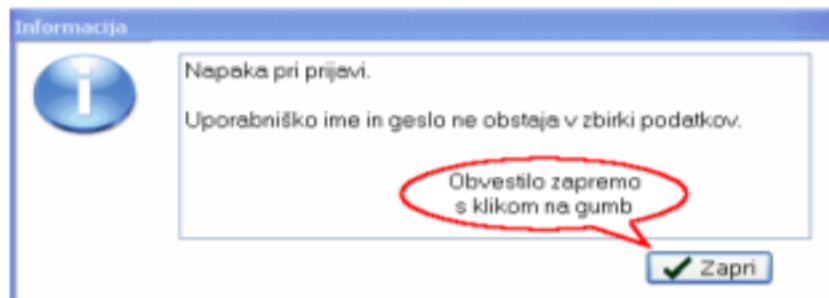 Informacija
Napaka pri prijavi.
Uporabniško ime in geslo ne obstaja v zbirki podatkov.
Obvestilo zapremo
s klikom na gumb
Zapri